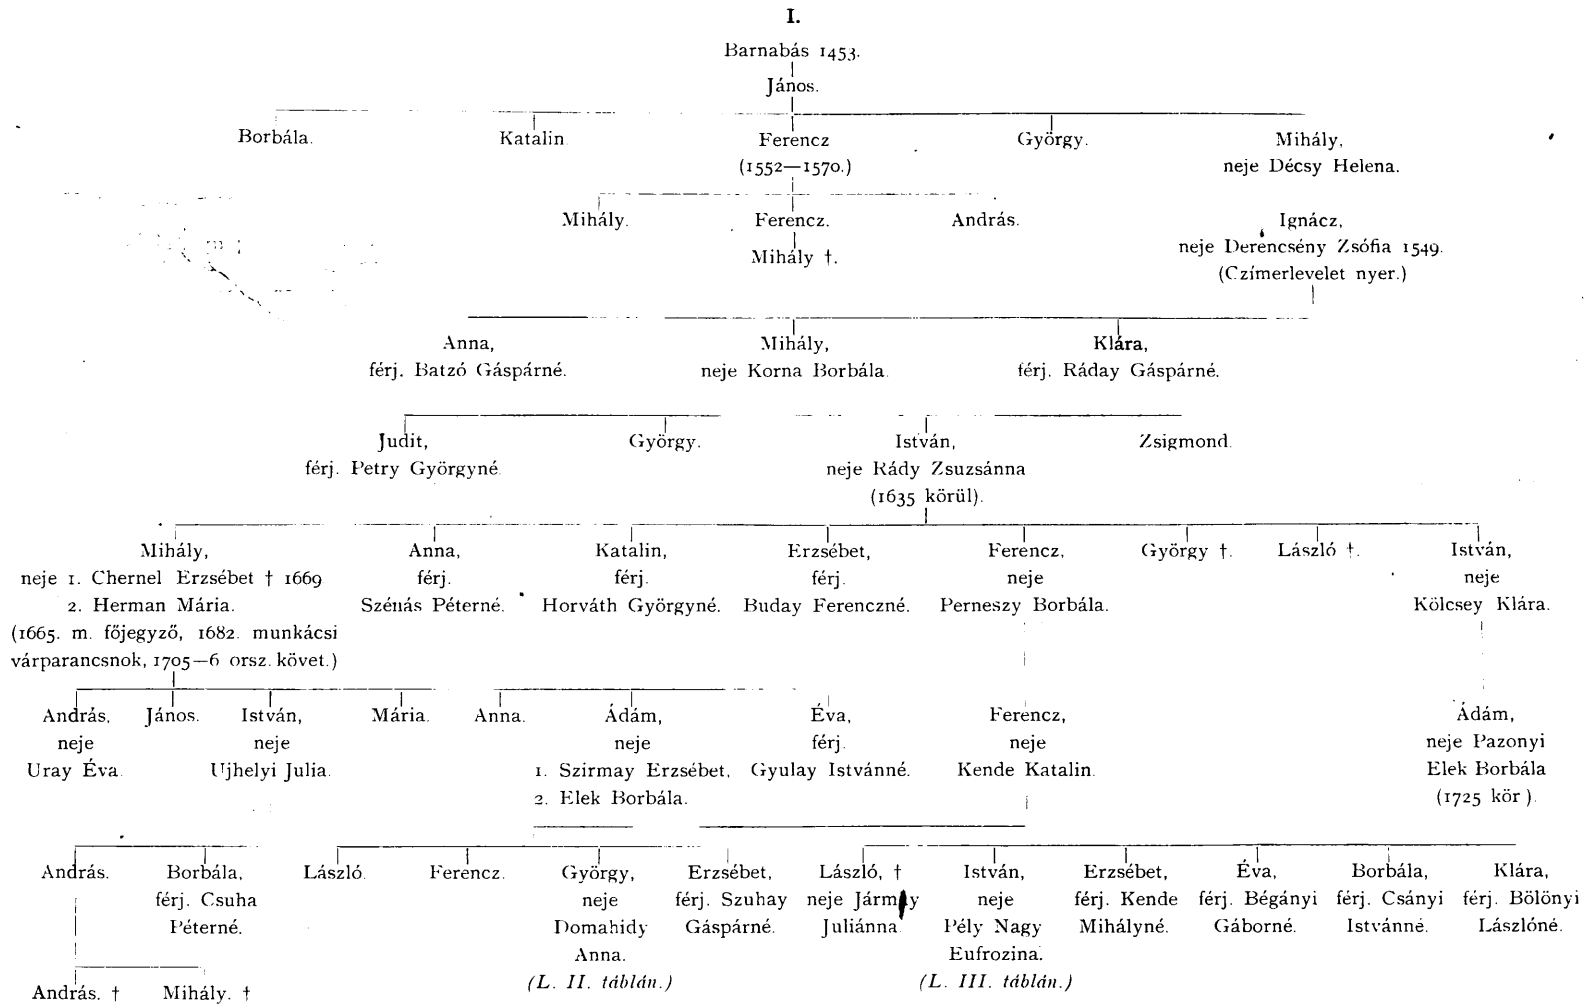 I.
Barnabás 1453.
János.
Borbála. Katalin. Ferencz György. Mihály,
(1552—1570.) neje Décsy Helena.
Mihály. Ferencz. András. Ignácz,
Mihály †. neje Derencsény Zsófia 1549.
(Czímerlevelet nyer.)
Anna, Mihály, Klára,
férj. Batzó Gáspárné. neje Korna Borbála. férj. Ráday Gáspárné.
Judit, György. István, Zsigmond.
férj. Petry Györgyné. neje Rády Zsuzsánna
(1635 körül).
Mihály, Anna, Katalin, Erzsébet, Ferencz, György †. László †. István,
neje 1. Chernel Erzsébet † 1669 férj. férj. férj. neje neje
2. Herman Mária. Szénás Péterné. Horváth Györgyné. Buday Ferenczné. Perneszy Borbála. Kölcsey Klára.
(1665. m. főjegyző, 1682. munkácsi
várparancsnok, 1705—6 orsz. követ.)
András, János. István, Mária. Anna. Ádám, Éva, Ferencz, Ádám,
neje neje neje férj. neje neje Pazonyi
Uray Éva. Ujhelyi Julia. 1. Szirmay Erzsébet, Gyulay Istvánné. Kende Katalin. Elek Borbála
2. Elek Borbála. (1725 kör).
András. Borbála, László. Ferencz. György, Erzsébet, László, † István, Erzsébet, Éva, Borbála, Klára,
férj. Csuha neje férj. Szuhay neje Jármay neje férj. Kende férj. Bégányi férj. Csányi férj. Bölönyi
Péterné. Domahidy Gáspárné. Juliánna. Pély Nagy Mihályné. Gáborné. Istvánné. Lászlóné.
Anna. Eufrozina.
(L. II. táblán.) (L. III. táblán.)
András. † Mihály. †